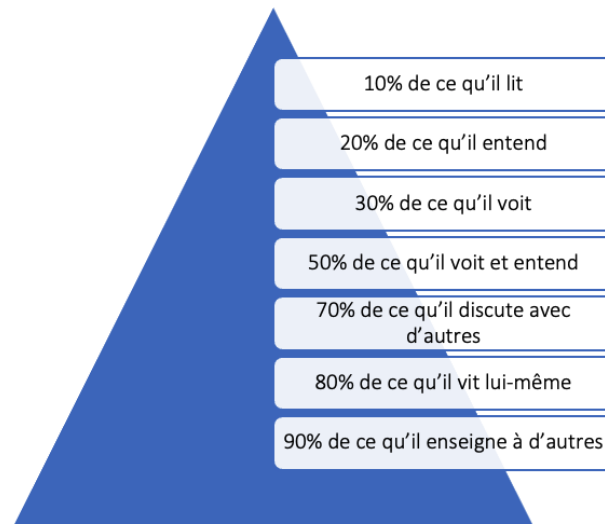 10% de ce qu’il lit
20% de ce qu’il entend
30% de ce qu’il voit
50% de ce qu’il voit et entend
70% de ce qu’il discute avec
d’autres
80% de ce qu’il vit lui-même
90% de ce qu’il enseigne à d’autres